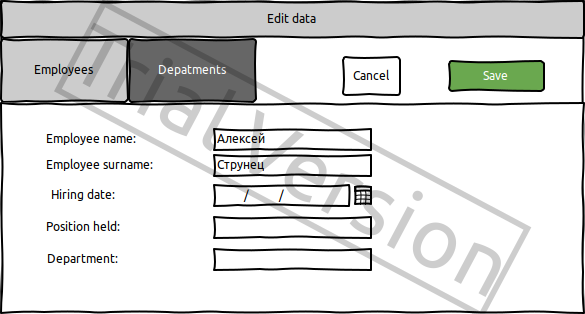 Edit data
Employees
Depatments
Cancel
Save
Employee name:
Алексей
Employee surname:
Струнец
Hiring date:
/ /
Position held:
Department:
Trial Version